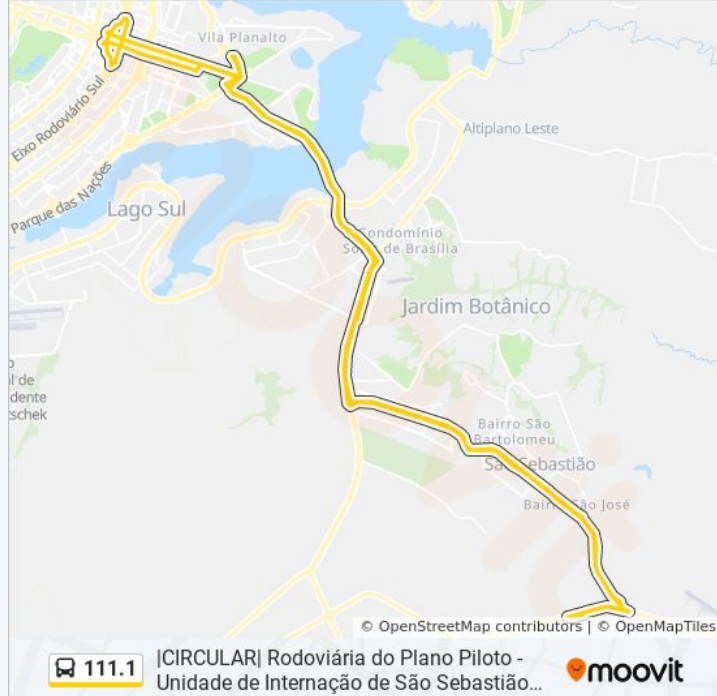 Vila Planalto
Eixo Rodoviário Sul
Altiplano Leste
Parque das Nações
Lago Sul
Condomínio
de Brasília
Jardim Botânico
l de
dente
schek
Bairro São
Bartolomeu
São Sebastião
Bairro São José
© OpenStreetMap contributors | © OpenMapTiles
111.1
|CIRCULAR| Rodoviária do Plano Piloto -
Unidade de Internação de São Sebastião...
moovit